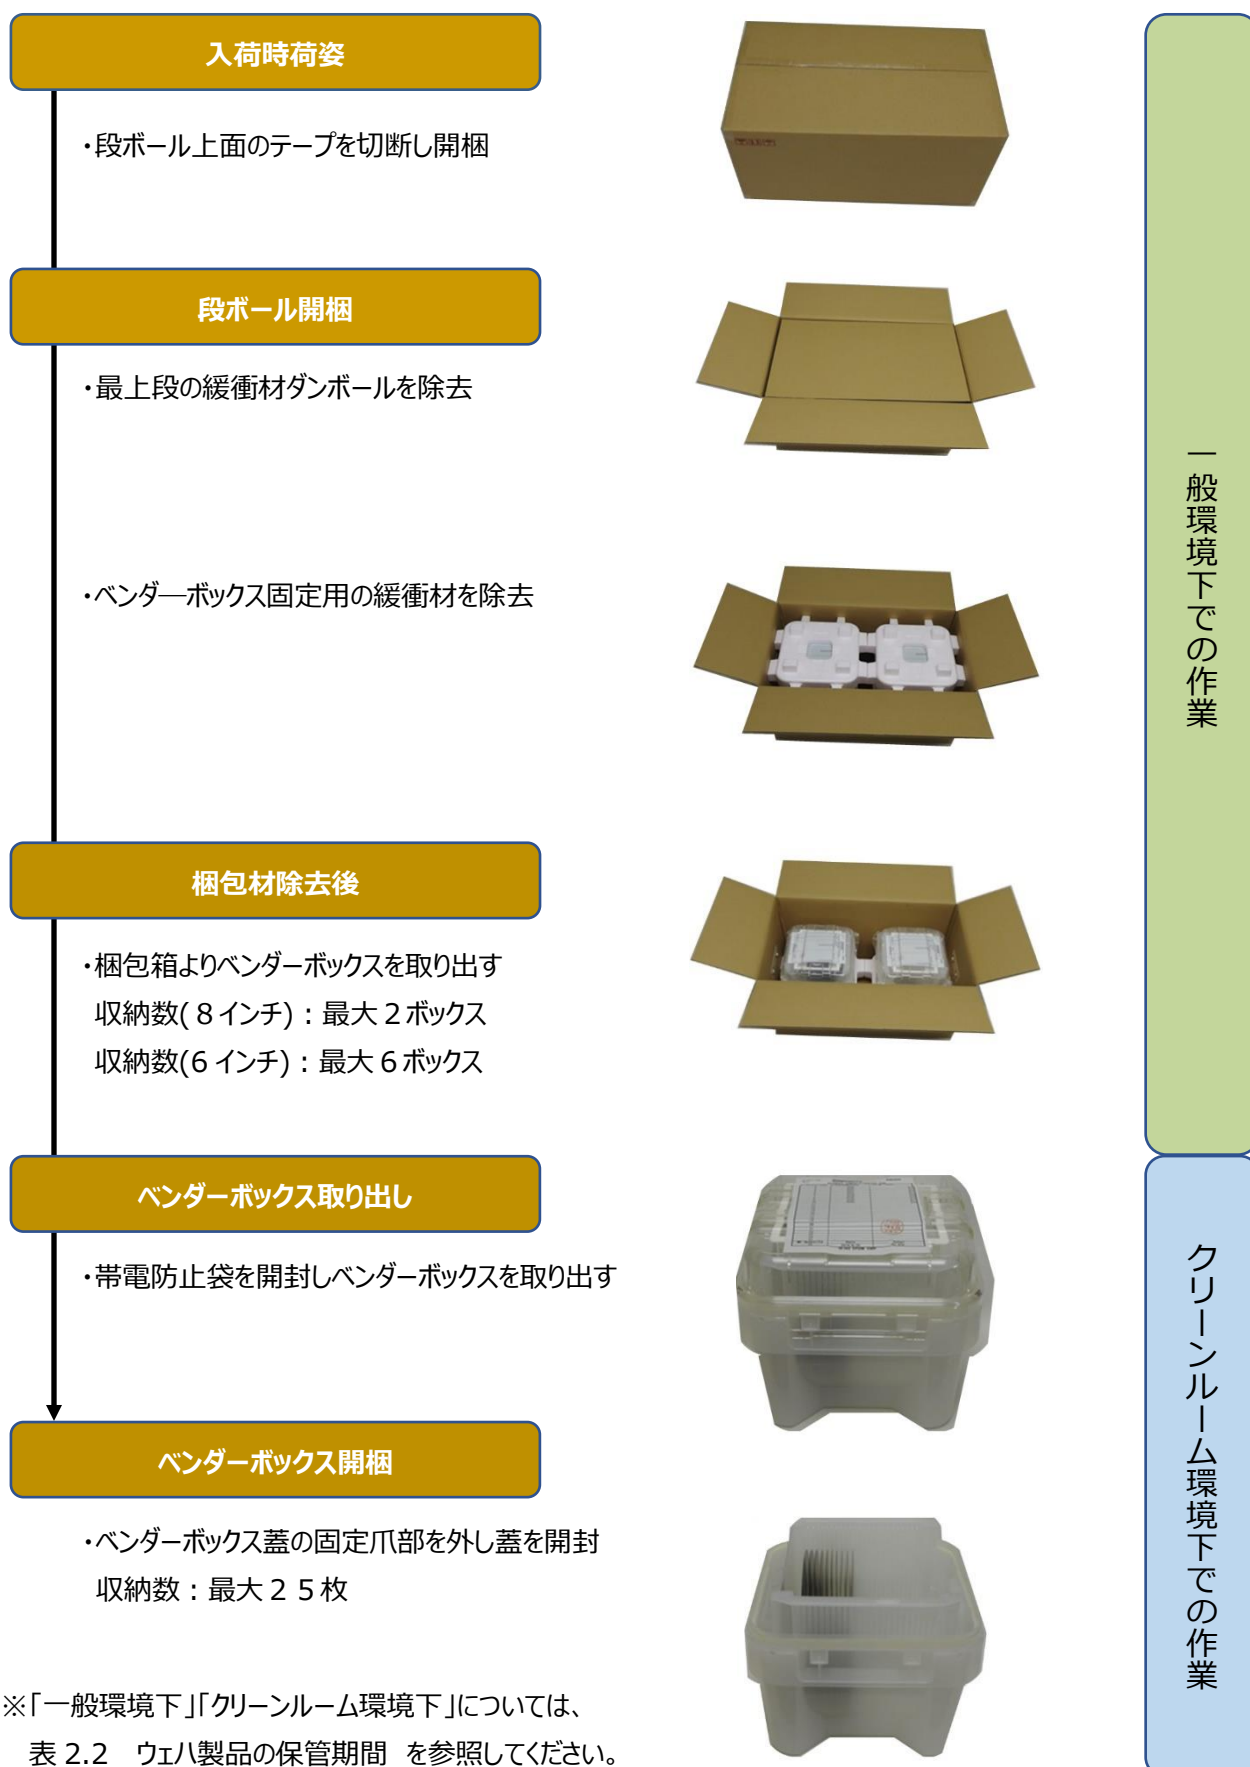 入荷時荷姿
・段ボール上面のテープを切断し開梱
段ボール開梱
・最上段の緩衝材ダンボールを除去
・ベンダ―ボックス固定用の緩衝材を除去
梱包材除去後
・梱包箱よりベンダーボックスを取り出す
収納数(８インチ)：最大２ボックス
収納数(6 インチ)：最大６ボックス
ベンダーボックス取り出し
・帯電防止袋を開封しベンダーボックスを取り出す
ベンダーボックス開梱
・ベンダーボックス蓋の固定爪部を外し蓋を開封
収納数：最大２５枚
※「一般環境下」「クリーンルーム環境下」については、
表 2.2　ウェハ製品の保管期間 を参照してください。
一般環境下での作業
クリーンルーム環境下での作業